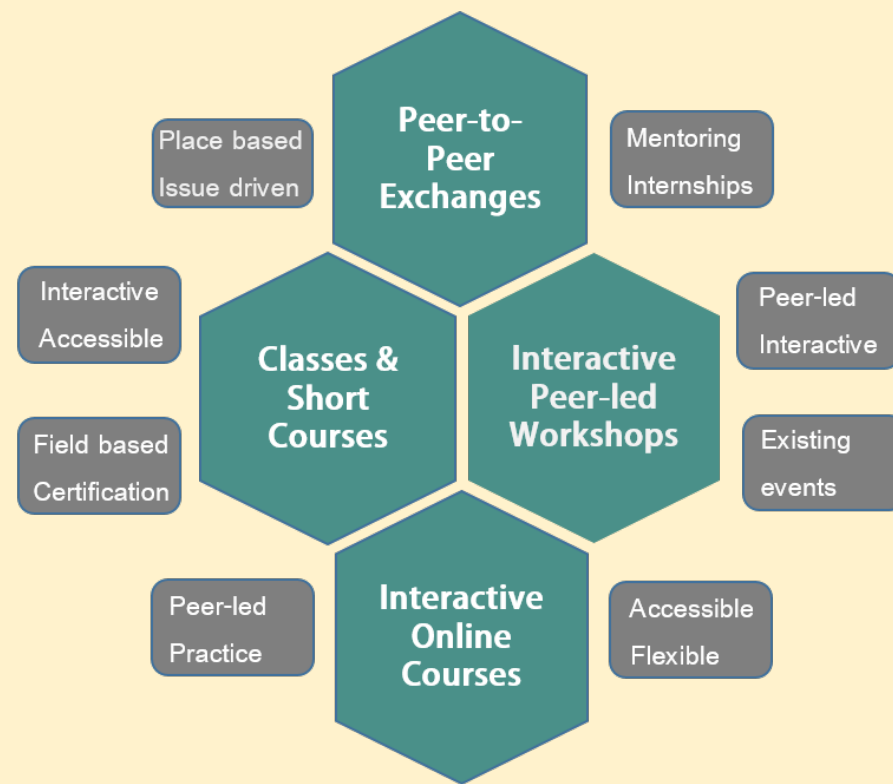 Peer-to-
Peer
Exchanges
Place based
Issue driven
Mentoring
Internships
Classes &
Short
Courses
Interactive
Accessible
Field based
Certification
Interactive
Peer-led
Workshops
Peer-led
Interactive
Existing
events
Interactive
Online
Courses
Peer-led
Practice
Accessible
Flexible